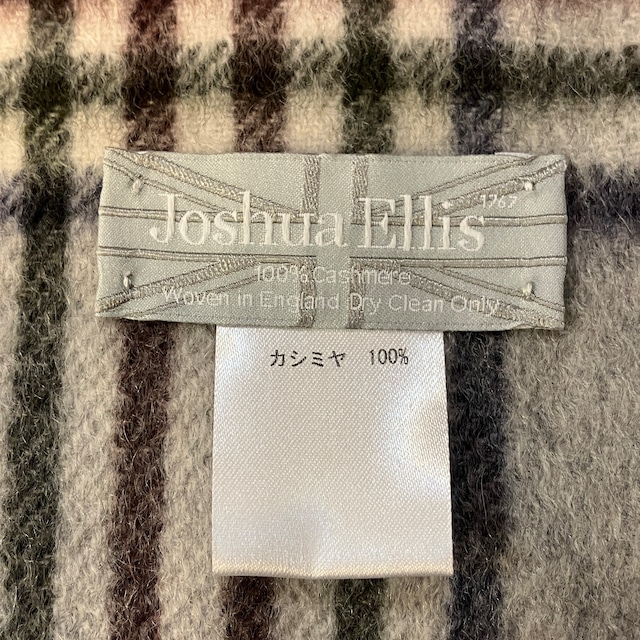 Joshua Ellis 1767
100% Cashmere
Woven in England Dry Clean Only
カシミヤ 100%